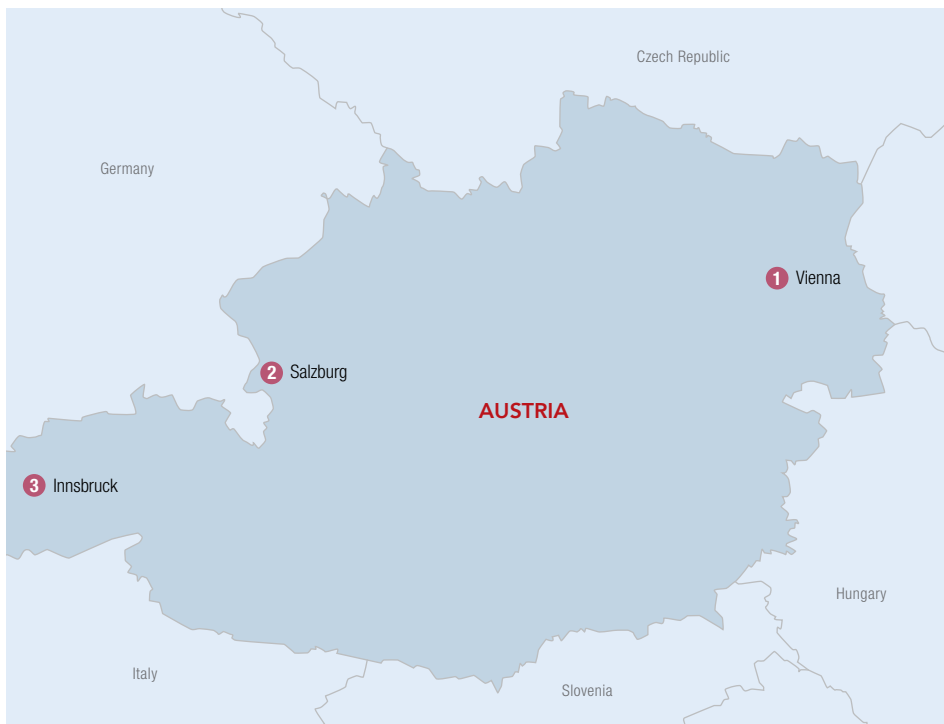 Czech Republic
Germany
1 Vienna
2 Salzburg
AUSTRIA
3 Innsbruck
Hungary
Italy
Slovenia